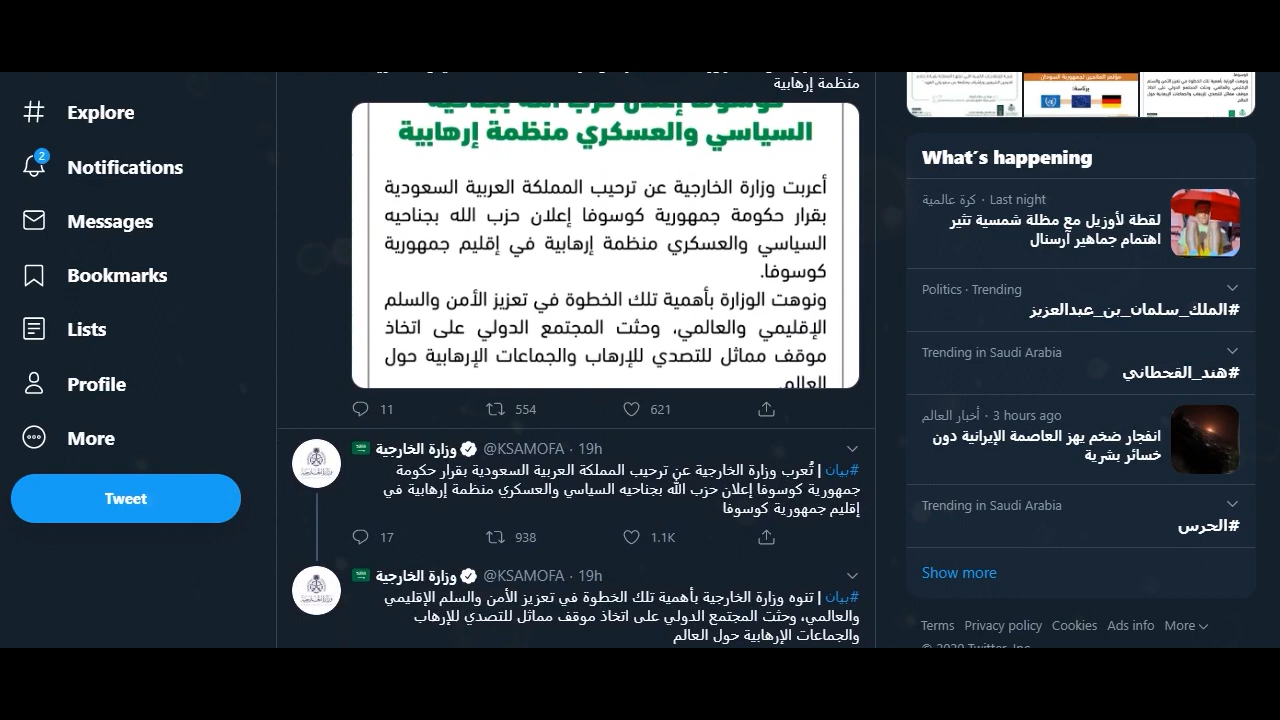 Explore
2
Notifications
Messages
Bookmarks
Lists
Profile
More
Tweet
منظمة إرهابية
كوسوفا إعلان حزب الله بجناحيه
السياسي والعسكري منظمة إرهابية
أعربت وزارة الخارجية عن ترحيب المملكة العربية السعودية
بقرار حكومة جمهورية كوسوفا إعلان حزب الله بجناحيه
السياسي والعسكري منظمة إرهابية في إقليم جمهورية
كوسوفا.
ونوهت الوزارة بأهمية تلك الخطوة في تعزيز الأمن والسلم
الإقليمي والعالمي، وحثت المجتمع الدولي على اتخاذ
موقف مماثل للتصدي للإرهاب والجماعات الإرهابية حول
العالم.
11 554 621
وزارة الخارجية @KSAMOFA · 19h
#بيان | تُعرب وزارة الخارجية عن ترحيب المملكة العربية السعودية بقرار حكومة
جمهورية كوسوفا إعلان حزب الله بجناحيه السياسي والعسكري منظمة إرهابية في
إقليم جمهورية كوسوفا
17 938 1.1K
وزارة الخارجية @KSAMOFA · 19h
#بيان | تنوه وزارة الخارجية بأهمية تلك الخطوة في تعزيز الأمن والسلم الإقليمي
والعالمي، وحثت المجتمع الدولي على اتخاذ موقف مماثل للتصدي للإرهاب
والجماعات الإرهابية حول العالم
مؤتمر المانحين لجمهورية السودان
برئاسة:
What's happening
كرة عالمية · Last night
لقطة لأوزيل مع مظلة شمسية تثير
اهتمام جماهير آرسنال
Politics · Trending
#الملك_سلمان_بن_عبدالعزيز
Trending in Saudi Arabia
#هند_القحطاني
أخبار العالم · 3 hours ago
انفجار ضخم يهز العاصمة الإيرانية دون
خسائر بشرية
Trending in Saudi Arabia
#الحرس
Show more
Terms Privacy policy Cookies Ads info More
© 2020 Twitter, Inc.